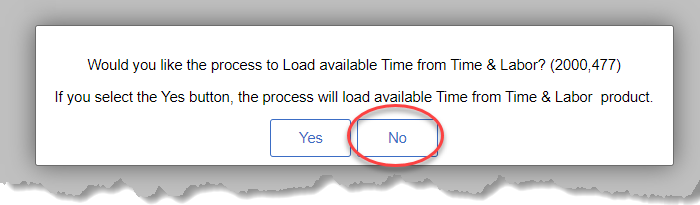 Would you like the process to Load available Time from Time & Labor? (2000,477)
If you select the Yes button, the process will load available Time from Time & Labor  product.
Yes No